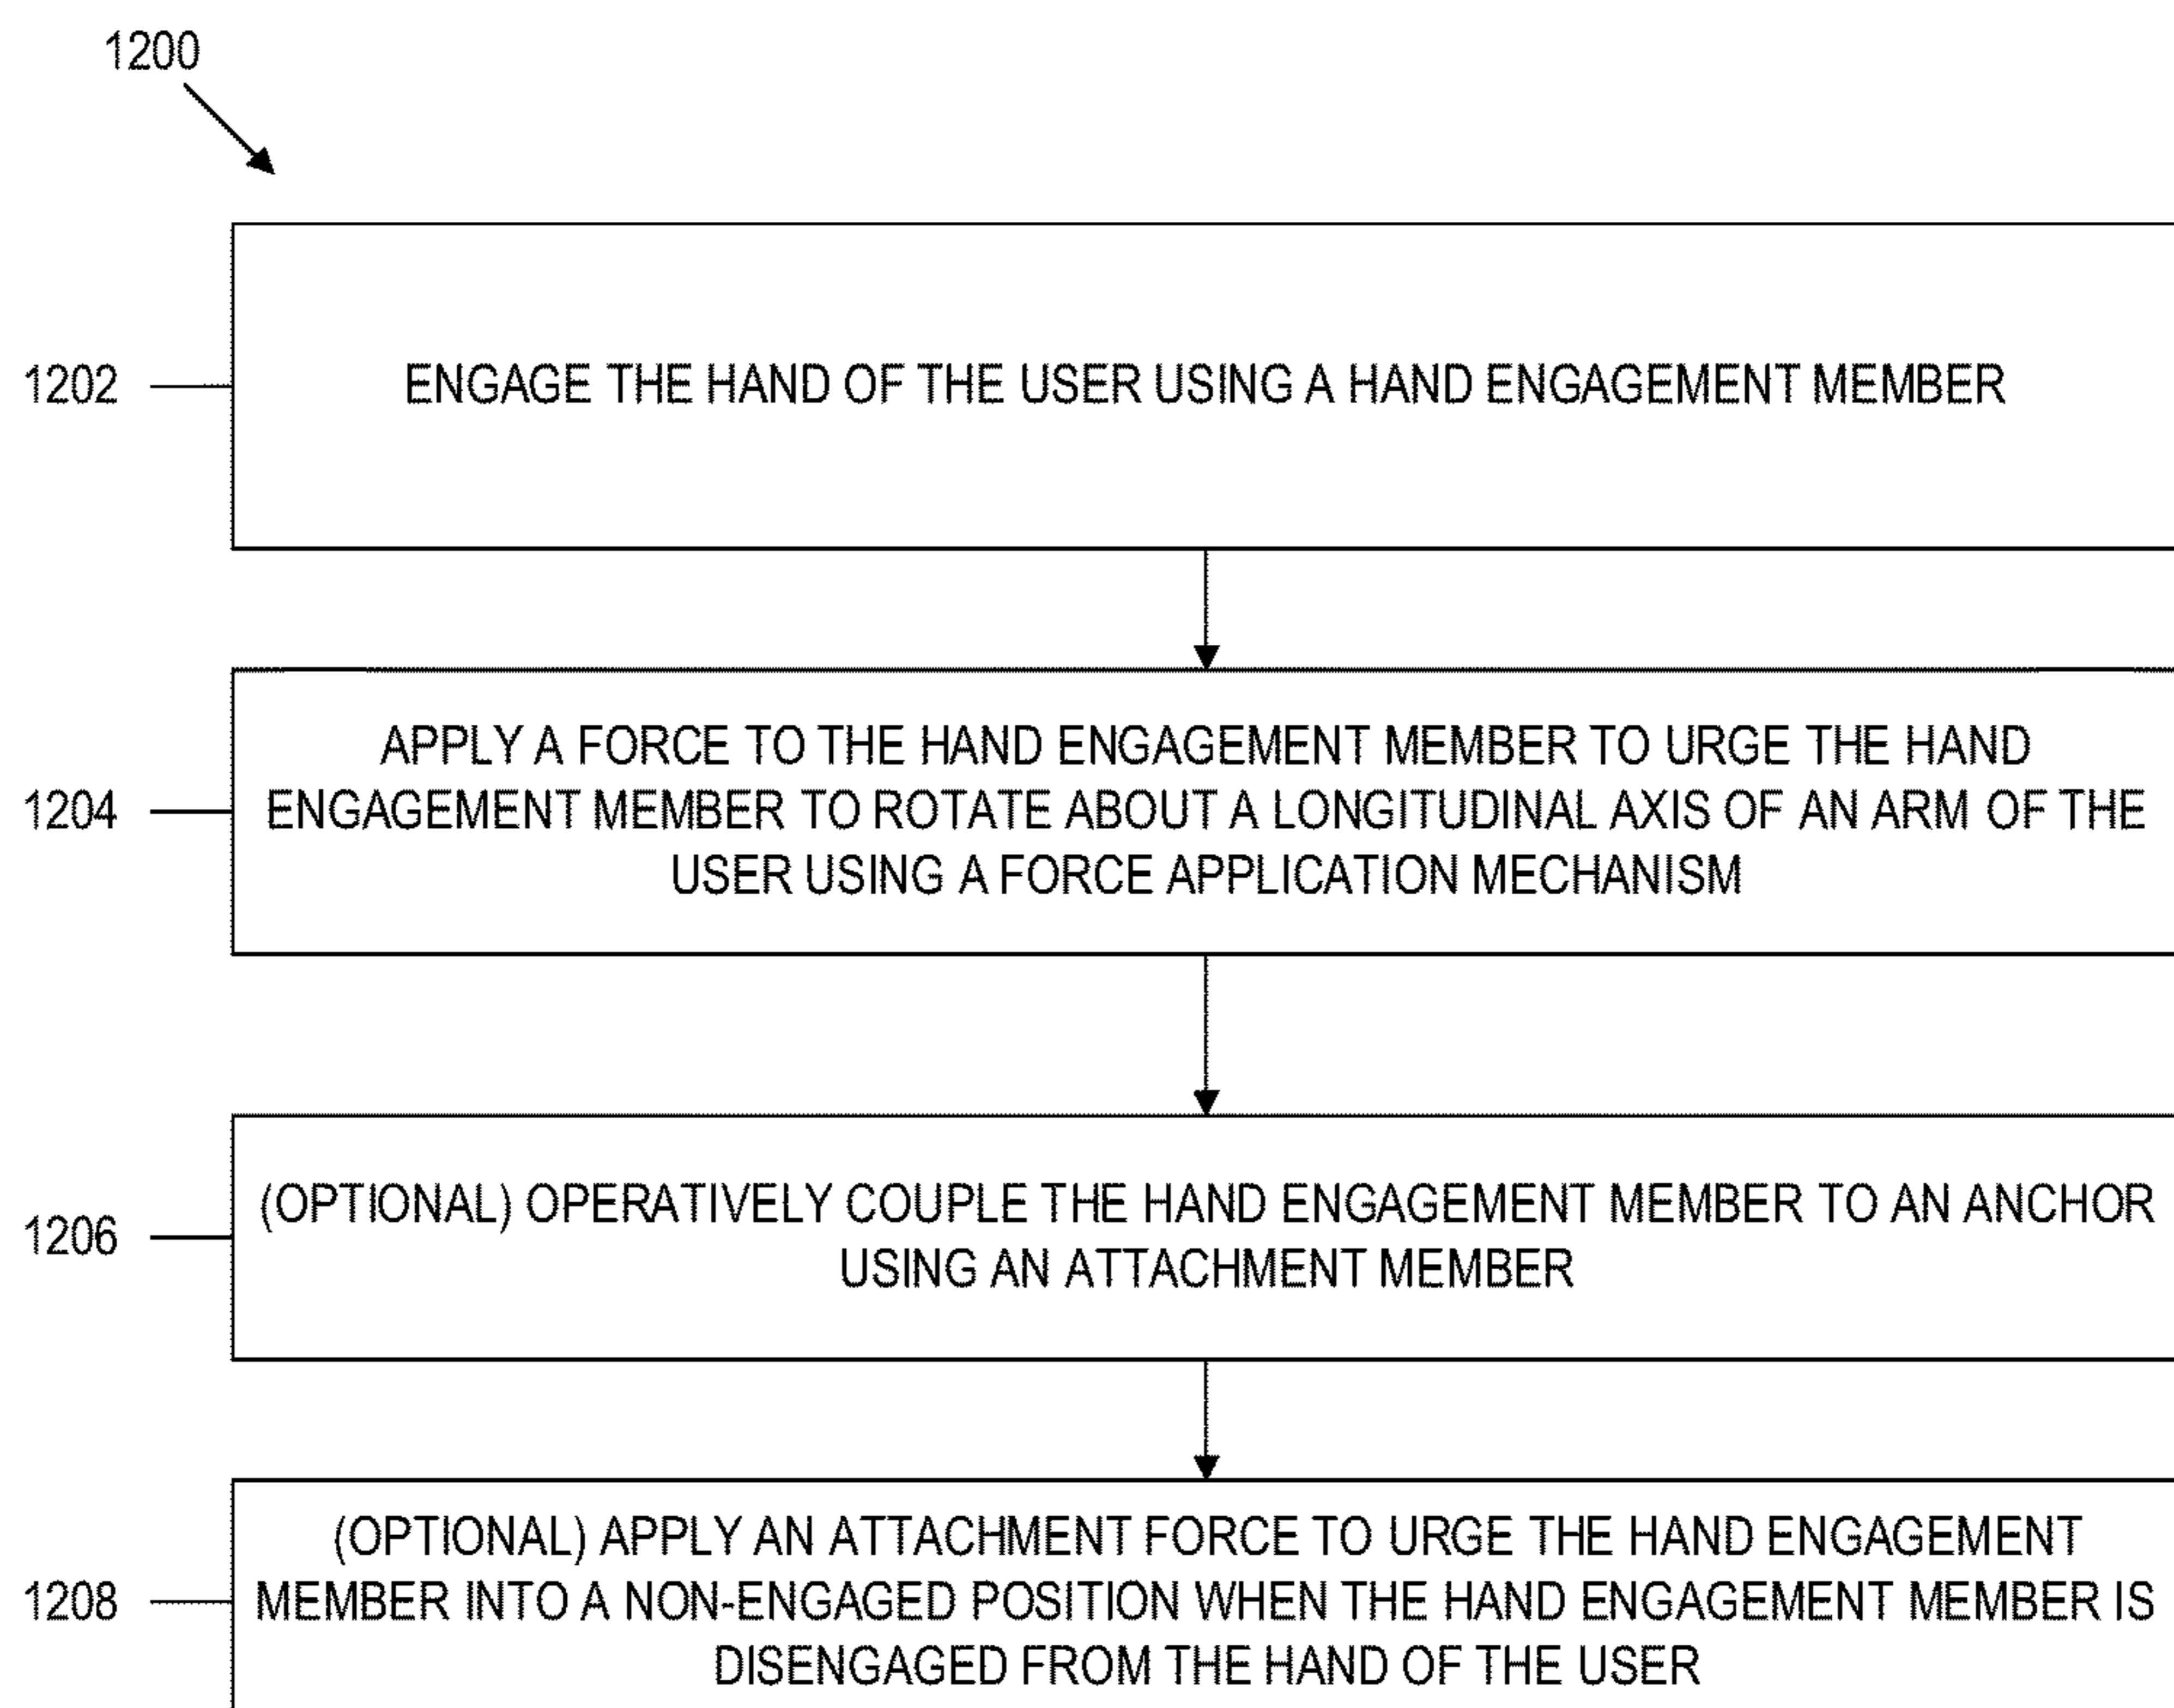 1200
1202
ENGAGE THE HAND OF THE USER USING A HAND ENGAGEMENT MEMBER
1204
APPLY A FORCE TO THE HAND ENGAGEMENT MEMBER TO URGE THE HAND
ENGAGEMENT MEMBER TO ROTATE ABOUT A LONGITUDINAL AXIS OF AN ARM OF THE
USER USING A FORCE APPLICATION MECHANISM
1206
(OPTIONAL) OPERATIVELY COUPLE THE HAND ENGAGEMENT MEMBER TO AN ANCHOR
USING AN ATTACHMENT MEMBER
1208
(OPTIONAL) APPLY AN ATTACHMENT FORCE TO URGE THE HAND ENGAGEMENT
MEMBER INTO A NON-ENGAGED POSITION WHEN THE HAND ENGAGEMENT MEMBER IS
DISENGAGED FROM THE HAND OF THE USER